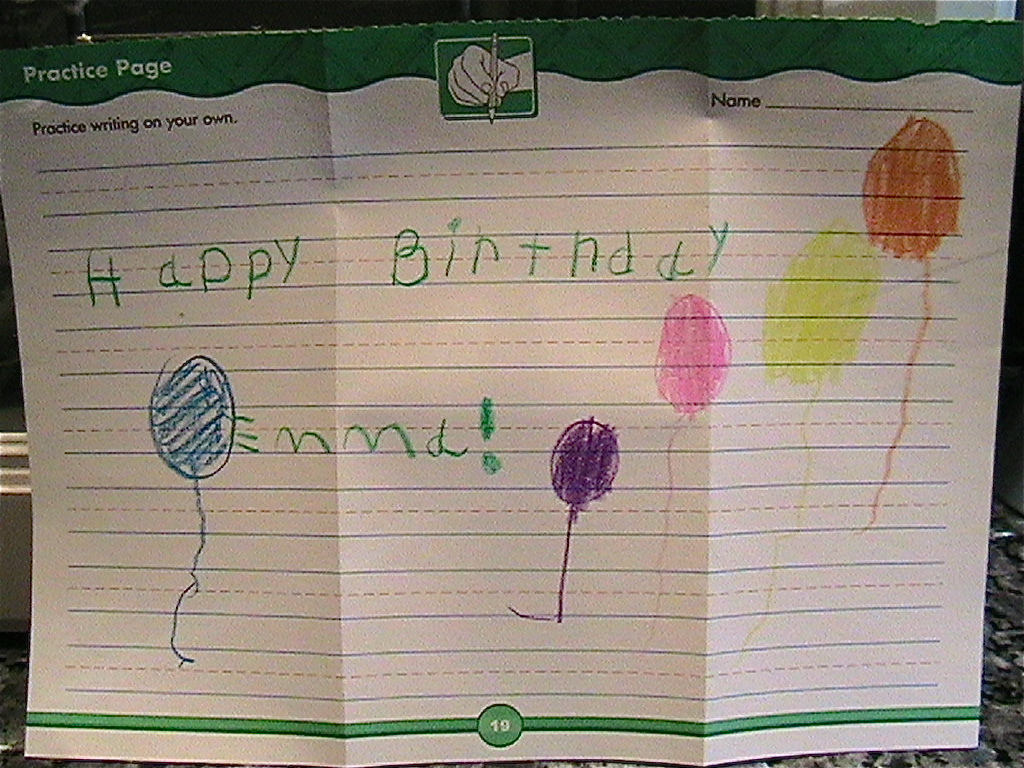 Practice Page
Name
Practice writing on your own.
Happy Birthday
Emma!
19